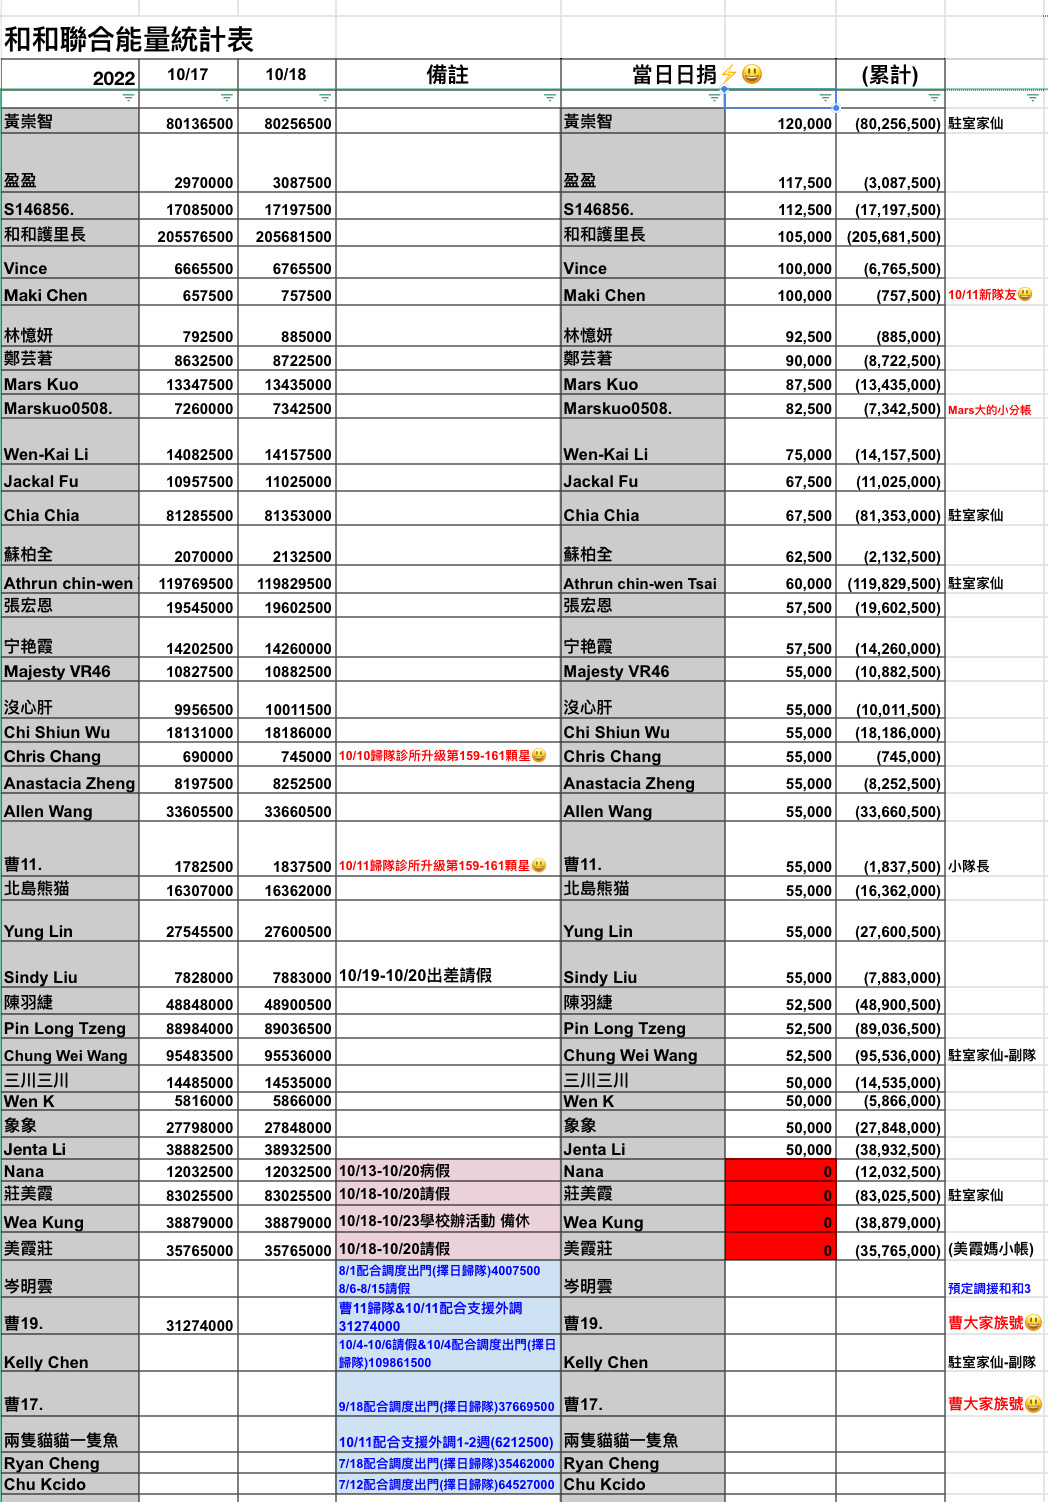 和和聯合能量統計表
2022 10/17 10/18 備註 當日日捐⚡😃 (累計)
黃崇智 80136500 80256500 黃崇智 120,000 (80,256,500) 駐室家仙
盈盈 2970000 3087500 盈盈 117,500 (3,087,500)
S146856. 17085000 17197500 S146856. 112,500 (17,197,500)
和和護里長 205576500 205681500 和和護里長 105,000 (205,681,500)
Vince 6665500 6765500 Vince 100,000 (6,765,500)
Maki Chen 657500 757500 Maki Chen 100,000 (757,500) 10/11新隊友😃
林憶妍 792500 885000 林憶妍 92,500 (885,000)
鄭芸莙 8632500 8722500 鄭芸莙 90,000 (8,722,500)
Mars Kuo 13347500 13435000 Mars Kuo 87,500 (13,435,000)
Marskuo0508. 7260000 7342500 Marskuo0508. 82,500 (7,342,500) Mars大的小分帳
Wen-Kai Li 14082500 14157500 Wen-Kai Li 75,000 (14,157,500)
Jackal Fu 10957500 11025000 Jackal Fu 67,500 (11,025,000)
Chia Chia 81285500 81353000 Chia Chia 67,500 (81,353,000) 駐室家仙
蘇柏全 2070000 2132500 蘇柏全 62,500 (2,132,500)
Athrun chin-wen 119769500 119829500 Athrun chin-wen Tsai 60,000 (119,829,500) 駐室家仙
張宏恩 19545000 19602500 張宏恩 57,500 (19,602,500)
宁艳霞 14202500 14260000 宁艳霞 57,500 (14,260,000)
Majesty VR46 10827500 10882500 Majesty VR46 55,000 (10,882,500)
沒心肝 9956500 10011500 沒心肝 55,000 (10,011,500)
Chi Shiun Wu 18131000 18186000 Chi Shiun Wu 55,000 (18,186,000)
Chris Chang 690000 745000 10/10歸隊診所升級第159-161顆星😃 Chris Chang 55,000 (745,000)
Anastacia Zheng 8197500 8252500 Anastacia Zheng 55,000 (8,252,500)
Allen Wang 33605500 33660500 Allen Wang 55,000 (33,660,500)
曹11. 1782500 1837500 10/11歸隊診所升級第159-161顆星😃 曹11. 55,000 (1,837,500) 小隊長
北島熊猫 16307000 16362000 北島熊猫 55,000 (16,362,000)
Yung Lin 27545500 27600500 Yung Lin 55,000 (27,600,500)
Sindy Liu 7828000 7883000 10/19-10/20出差請假 Sindy Liu 55,000 (7,883,000)
陳羽緁 48848000 48900500 陳羽緁 52,500 (48,900,500)
Pin Long Tzeng 88984000 89036500 Pin Long Tzeng 52,500 (89,036,500)
Chung Wei Wang 95483500 95536000 Chung Wei Wang 52,500 (95,536,000) 駐室家仙-副隊
三川三川 14485000 14535000 三川三川 50,000 (14,535,000)
Wen K 5816000 5866000 Wen K 50,000 (5,866,000)
象象 27798000 27848000 象象 50,000 (27,848,000)
Jenta Li 38882500 38932500 Jenta Li 50,000 (38,932,500)
Nana 12032500 12032500 10/13-10/20病假 Nana 0 (12,032,500)
莊美霞 83025500 83025500 10/18-10/20請假 莊美霞 0 (83,025,500) 駐室家仙
Wea Kung 38879000 38879000 10/18-10/23學校辦活動 備休 Wea Kung 0 (38,879,000)
美霞莊 35765000 35765000 10/18-10/20請假 美霞莊 0 (35,765,000) (美霞媽小帳)
8/1配合調度出門(擇日歸隊)4007500
8/6-8/15請假 岑明雲 預定調援和和3
曹11歸隊&10/11配合支援外調
曹19. 31274000 31274000 曹19. 曹大家族號😃
10/4-10/6請假&10/4配合調度出門(擇日
Kelly Chen 歸隊)109861500 Kelly Chen 駐室家仙-副隊
曹17. 9/18配合調度出門(擇日歸隊)37669500 曹17. 曹大家族號😃
兩隻貓貓一隻魚 10/11配合支援外調1-2週(6212500) 兩隻貓貓一隻魚
Ryan Cheng 7/18配合調度出門(擇日歸隊)35462000 Ryan Cheng
Chu Kcido 7/12配合調度出門(擇日歸隊)64527000 Chu Kcido